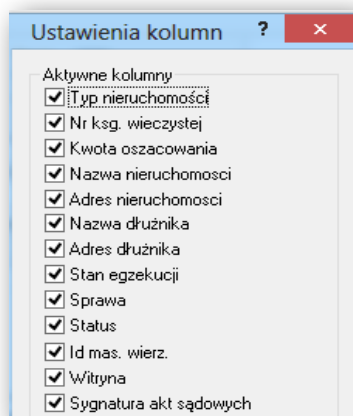 Ustawienia kolumn ? ×
Aktywne kolumny
Typ nieruchomości
Nr ksg. wieczystej
Kwota oszacowania
Nazwa nieruchomosci
Adres nieruchomosci
Nazwa dłużnika
Adres dłużnika
Stan egzekucji
Sprawa
Status
Id mas. wierz.
Witryna
Sygnatura akt sądowych